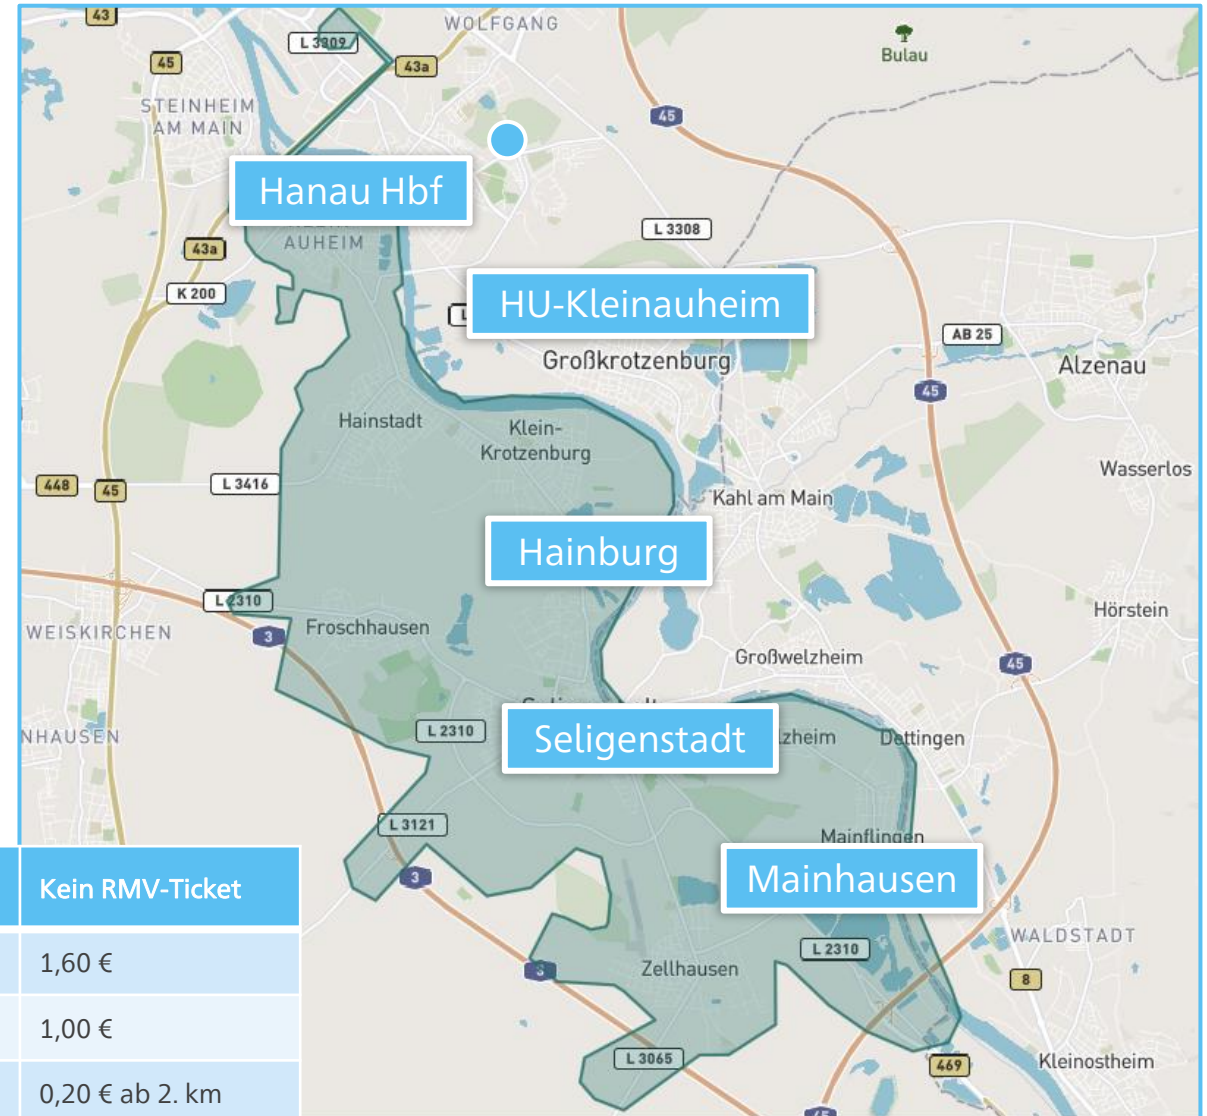 43
WOLFGANG
L 3309
Bulau
45
43a
STEINHEIM
AM MAIN
45
Hanau Hbf
L 3308
AUHEIM
43a
K 200
HU-Kleinauheim
AB 25
Großkrotzenburg
Alzenau
45
Hainstadt
Klein-
Krotzenburg
Wasserlos
448
45
L 3416
Kahl am Main
Hainburg
L 2310
Hörstein
WEISKIRCHEN
3
Froschhausen
Großwelzheim
45
L 2310
NHAUSEN
Seligenstadt
lzheim
Dettingen
L 3121
Mainflingen
3
Mainhausen
Kein RMV-Ticket
WALDSTADT
1,60 €
L 2310
Zellhausen
3
8
1,00 €
L 3065
469
Kleinostheim
0,20 € ab 2. km
45